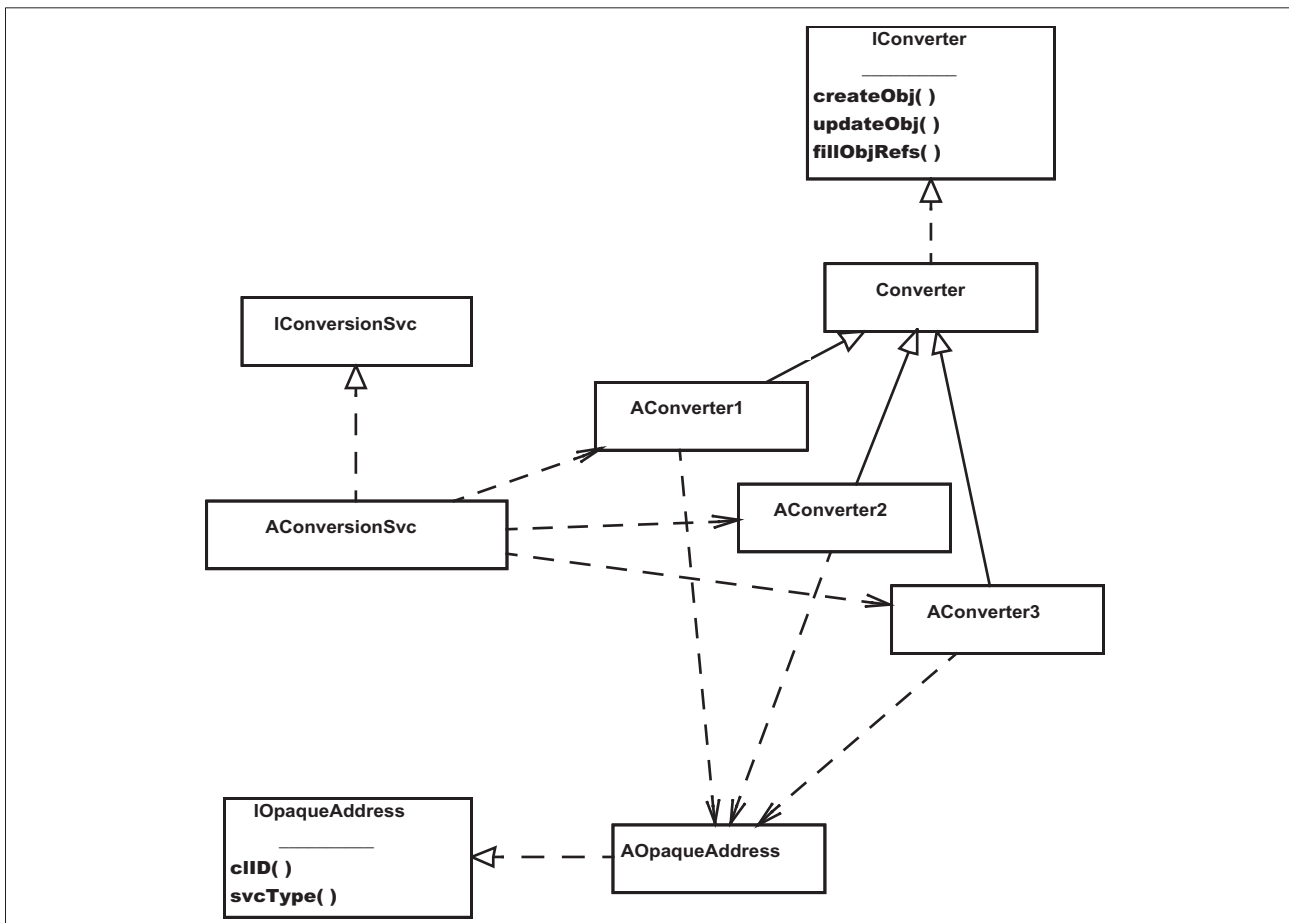 IConverter
createObj( )
updateObj( )
fillObjRefs( )
Converter
IConversionSvc
AConverter1
AConverter2
AConversionSvc
AConverter3
IOpaqueAddress
clID( )
svcType( )
AOpaqueAddress